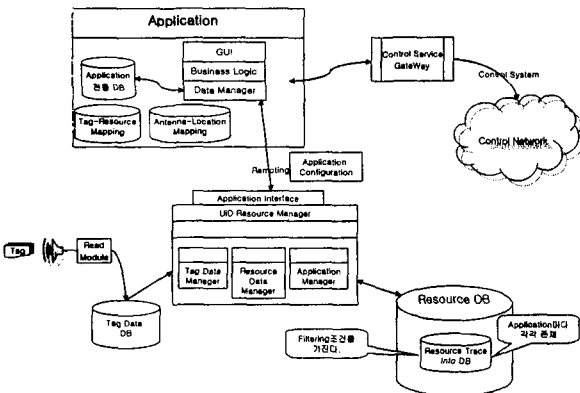 Application
GUI
Business Logic
Data Manager
Application
전용 DB
Tag-Resource
Mapping
Antenne-Location
Mapping
Control Service
GateWay
Control System
Control Network
Remoting
Application
Configuration
Application Interface
UID Resource Manager
Tag Data
Manager
Resource
Data
Manager
Application
Manager
Tag
Read
Module
Tag Data
DB
Resource DB
Filtering조건를
가진다.
Resource Trace
Info DB
Application마다
각각 존재